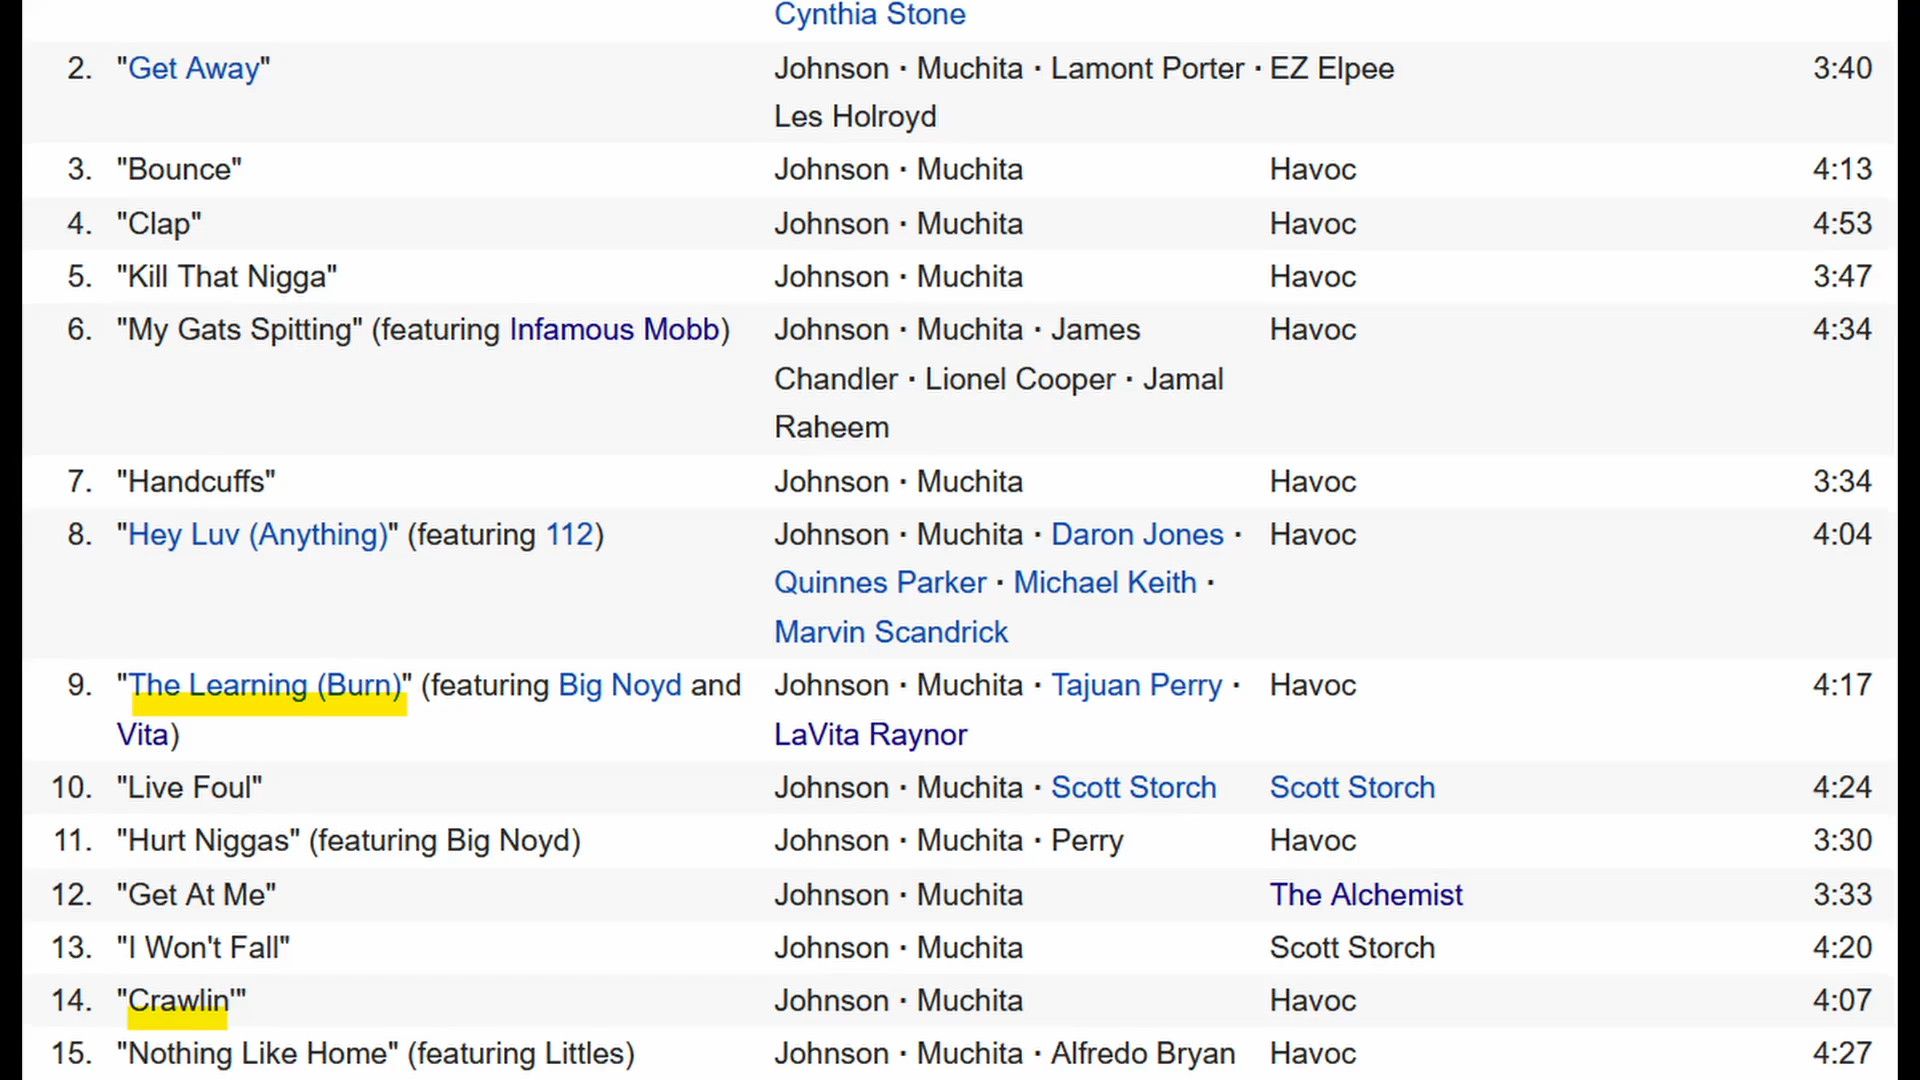 Cynthia Stone
2. "Get Away" Johnson · Muchita · Lamont Porter · EZ Elpee 3:40
Les Holroyd
3. "Bounce" Johnson · Muchita Havoc 4:13
4. "Clap" Johnson · Muchita Havoc 4:53
5. "Kill That Nigga" Johnson · Muchita Havoc 3:47
6. "My Gats Spitting" (featuring Infamous Mobb) Johnson · Muchita · James Havoc 4:34
Chandler · Lionel Cooper · Jamal
Raheem
7. "Handcuffs" Johnson · Muchita Havoc 3:34
8. "Hey Luv (Anything)" (featuring 112) Johnson · Muchita · Daron Jones · Havoc 4:04
Quinnes Parker · Michael Keith ·
Marvin Scandrick
9. "The Learning (Burn)" (featuring Big Noyd and Johnson · Muchita · Tajuan Perry · Havoc 4:17
Vita) LaVita Raynor
10. "Live Foul" Johnson · Muchita · Scott Storch Scott Storch 4:24
11. "Hurt Niggas" (featuring Big Noyd) Johnson · Muchita · Perry Havoc 3:30
12. "Get At Me" Johnson · Muchita The Alchemist 3:33
13. "I Won't Fall" Johnson · Muchita Scott Storch 4:20
14. "Crawlin'" Johnson · Muchita Havoc 4:07
15. "Nothing Like Home" (featuring Littles) Johnson · Muchita · Alfredo Bryan Havoc 4:27